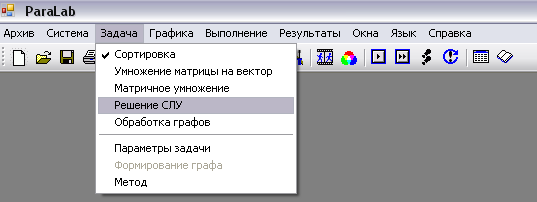 ParaLab
Архив Система Задача Графика Выполнение Результаты Окна Язык Справка
Сортировка
Умножение матрицы на вектор
Матричное умножение
Решение СЛУ
Обработка графов
Параметры задачи
Формирование графа
Метод